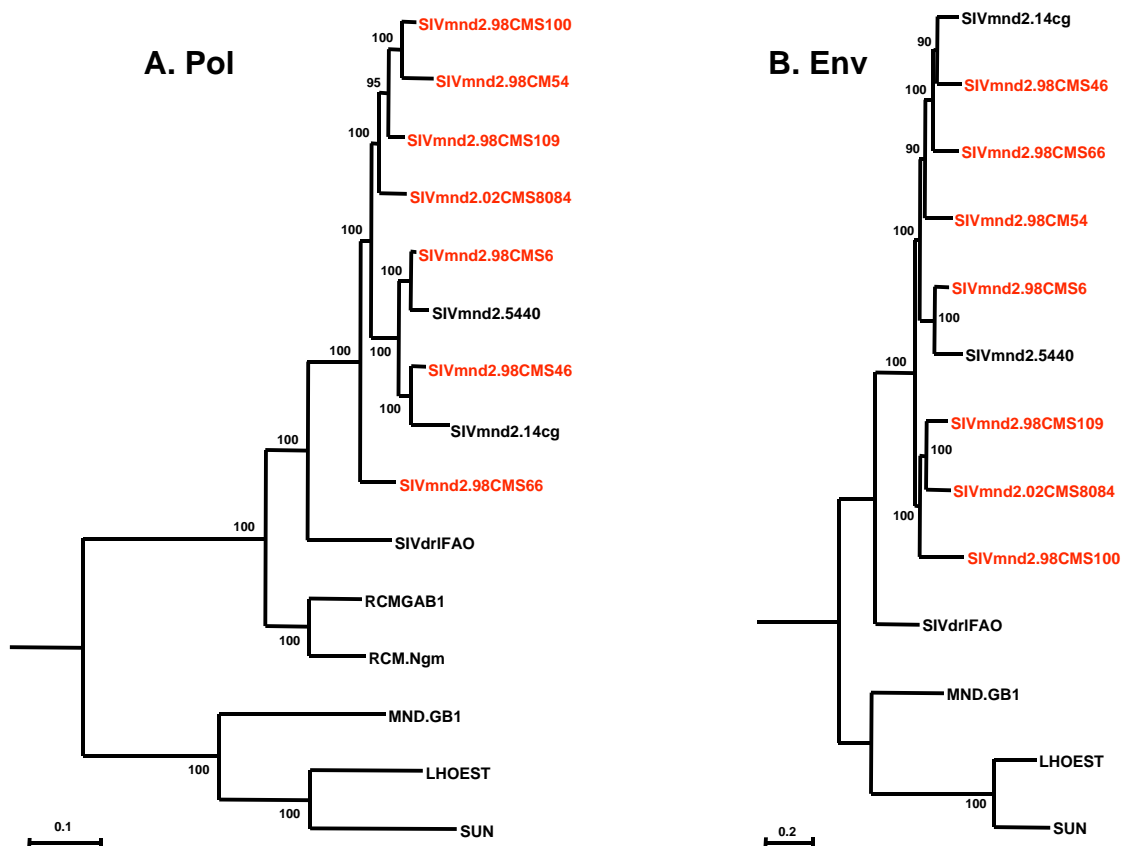 A. Pol
100
SIVmnd2.98CMS100
95
SIVmnd2.98CM54
100
SIVmnd2.98CMS109
100
SIVmnd2.02CMS8084
100
SIVmnd2.98CMS6
SIVmnd2.5440
100
100
SIVmnd2.98CMS46
100
SIVmnd2.14cg
100
SIVmnd2.98CMS66
100
SIVdrlFAO
RCMGAB1
100
RCM.Ngm
MND.GB1
100
LHOEST
100
SUN
0.1
B. Env
SIVmnd2.14cg
90
SIVmnd2.98CMS46
100
SIVmnd2.98CMS66
90
SIVmnd2.98CM54
100
SIVmnd2.98CMS6
100
SIVmnd2.5440
100
SIVmnd2.98CMS109
100
SIVmnd2.02CMS8084
100
SIVmnd2.98CMS100
SIVdrlFAO
MND.GB1
LHOEST
100
SUN
0.2